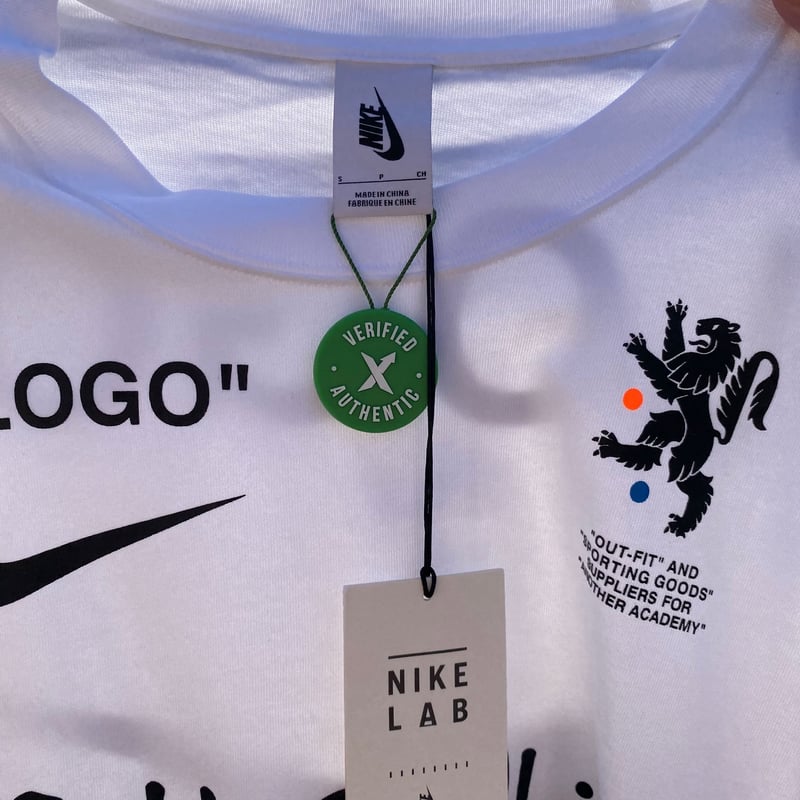 NIKE
S P CH
MADE IN CHINA
FABRIQUE EN CHINE
VERIFIED
X
AUTHENTIC
LOGO"
"OUT-FIT" AND
"SPORTING GOODS"
SUPPLIERS FOR
"ANOTHER ACADEMY"
NIKE
LAB